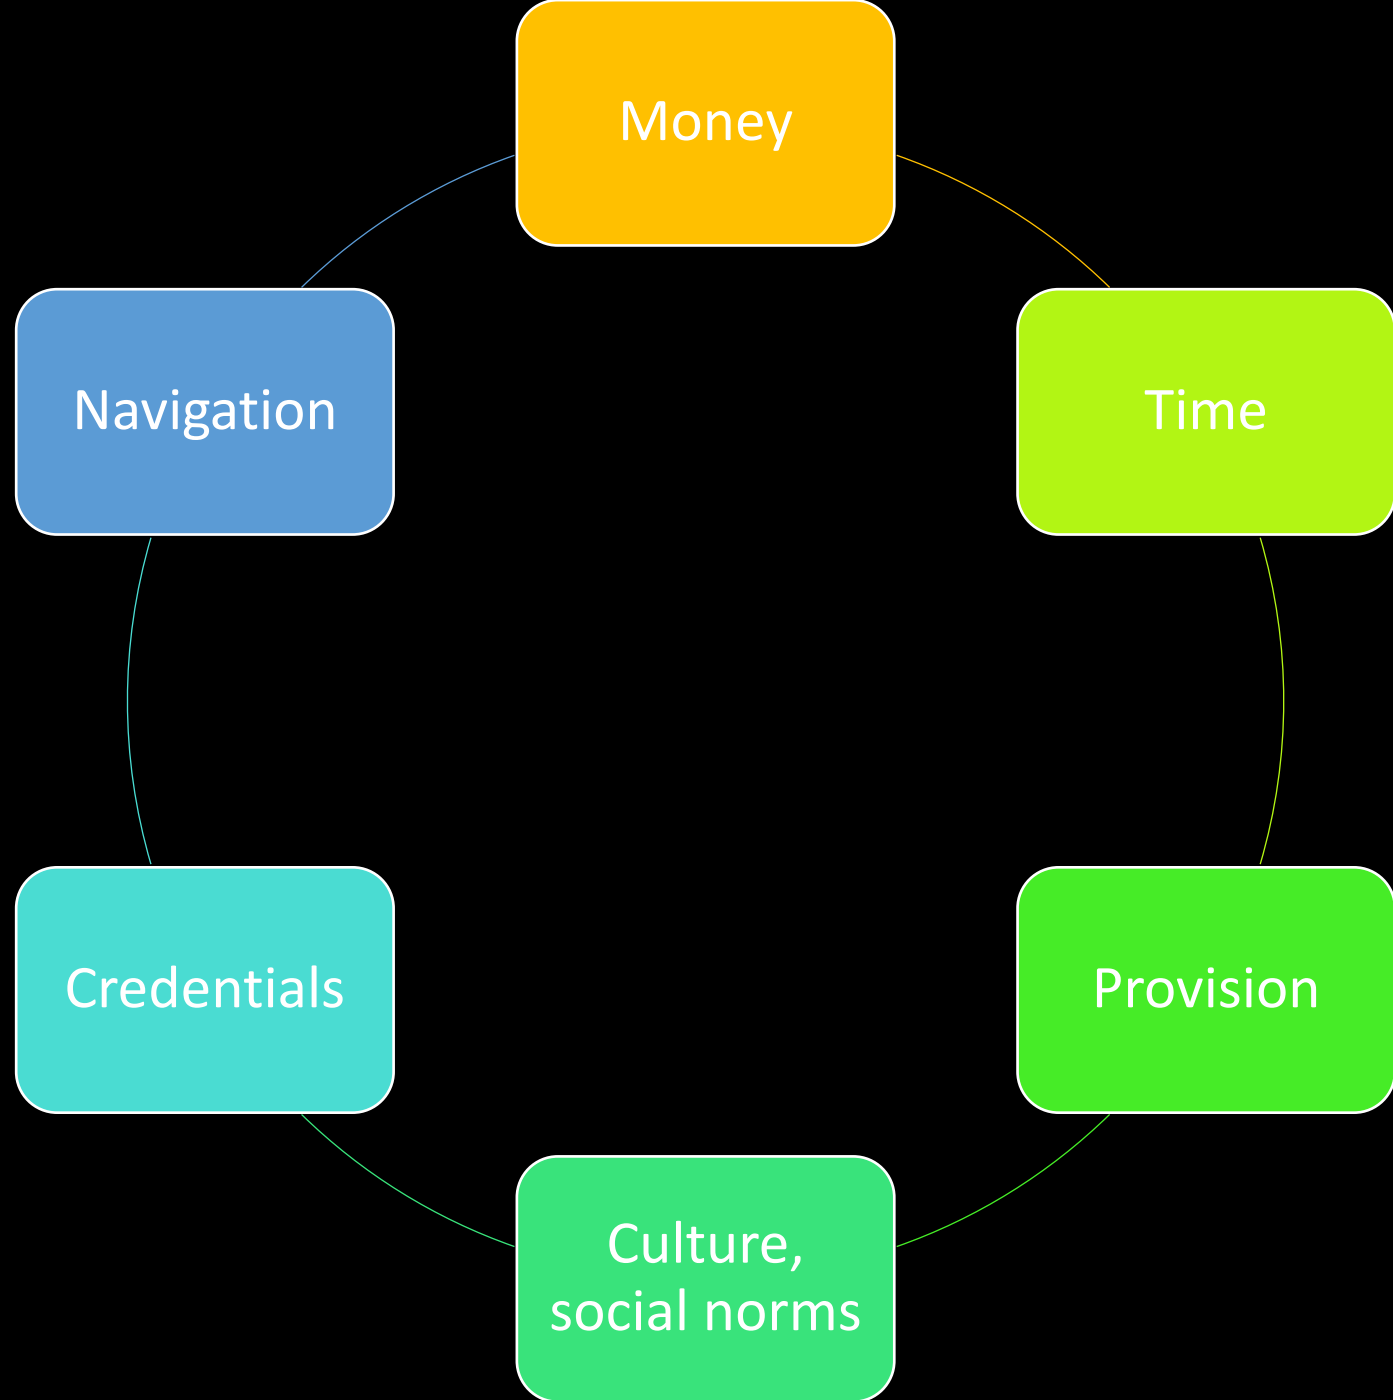 Money
Time
Provision
Culture,
social norms
Credentials
Navigation